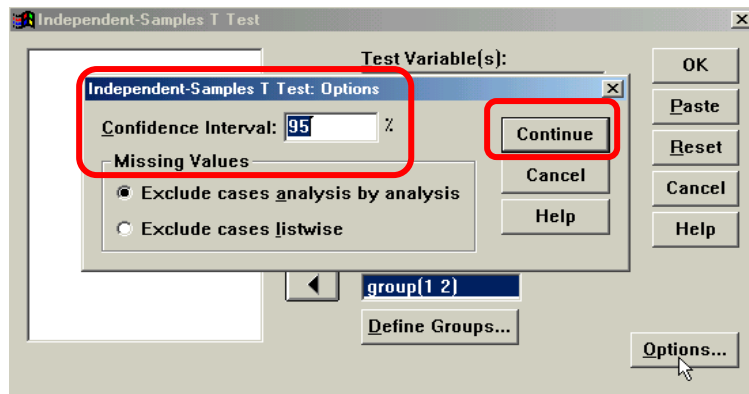 Independent-Samples T Test
Test Variable(s):
OK
Paste
Reset
Cancel
Help
Independent-Samples T Test: Options
Confidence Interval: 95 %
Continue
Cancel
Help
Missing Values
Exclude cases analysis by analysis
Exclude cases listwise
group(1 2)
Define Groups...
Options...